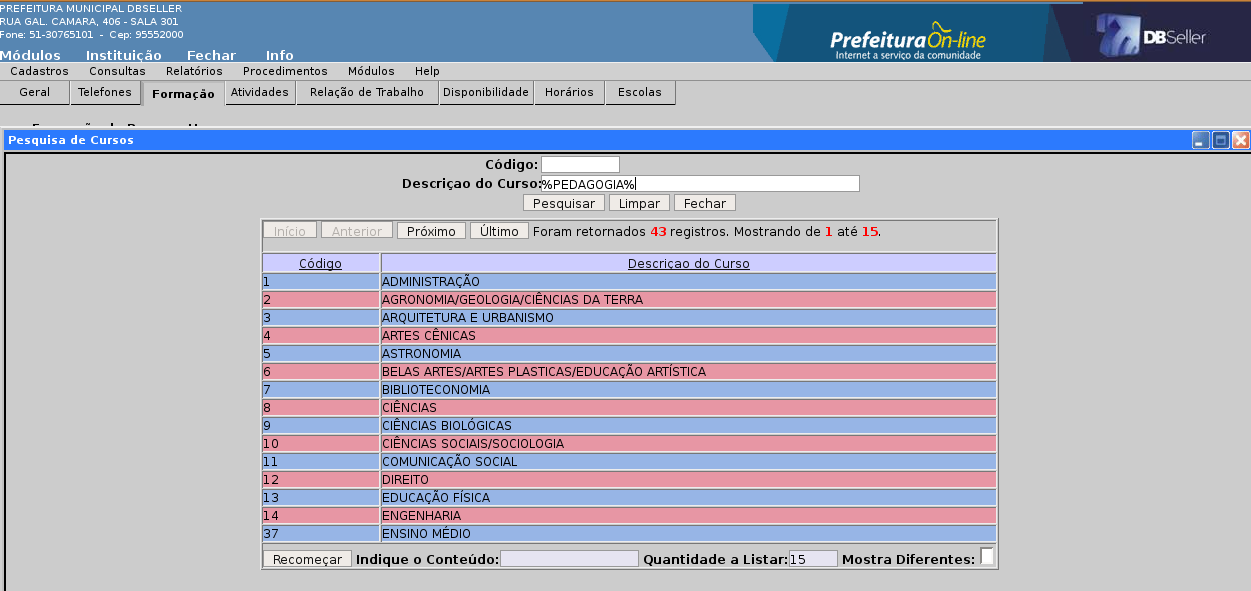 PREFEITURA MUNICIPAL DBSELLER
RUA GAL. CAMARA, 406 - SALA 301
Fone: 51-30765101 - Cep: 95552000
Prefeitura On-line
Internet a serviço da comunidade
DBSeller
Módulos Instituição Fechar Info
Cadastros Consultas Relatórios Procedimentos Módulos Help
Geral Telefones Formação Atividades Relação de Trabalho Disponibilidade Horários Escolas
Pesquisa de Cursos
Código:
Descriçao do Curso: %PEDAGOGIA%
Pesquisar Limpar Fechar
Início Anterior Próximo Último Foram retornados 43 registros. Mostrando de 1 até 15.
Código Descriçao do Curso
1 ADMINISTRAÇÃO
2 AGRONOMIA/GEOLOGIA/CIÊNCIAS DA TERRA
3 ARQUITETURA E URBANISMO
4 ARTES CÊNICAS
5 ASTRONOMIA
6 BELAS ARTES/ARTES PLASTICAS/EDUCAÇÃO ARTÍSTICA
7 BIBLIOTECONOMIA
8 CIÊNCIAS
9 CIÊNCIAS BIOLÓGICAS
10 CIÊNCIAS SOCIAIS/SOCIOLOGIA
11 COMUNICAÇÃO SOCIAL
12 DIREITO
13 EDUCAÇÃO FÍSICA
14 ENGENHARIA
37 ENSINO MÉDIO
Recomeçar Indique o Conteúdo: Quantidade a Listar: 15 Mostra Diferentes: